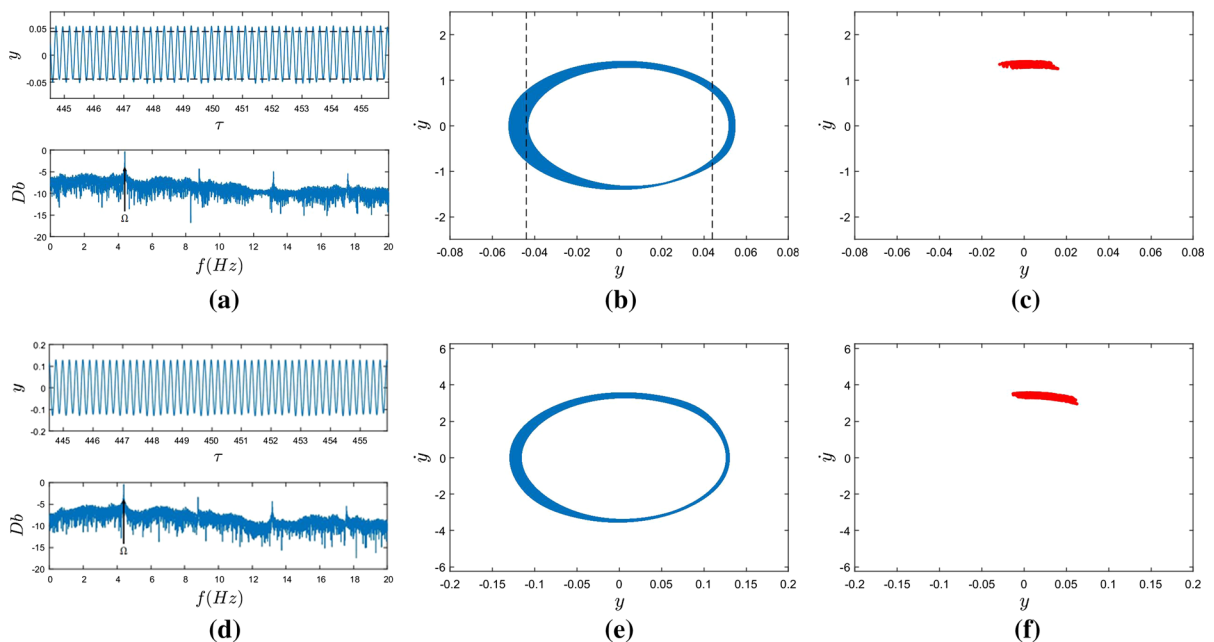 0.05
0
-0.05
y
445 446 447 448 449 450 451 452 453 454 455
τ
0
-5
-10
-15
-20
Db
Ω
0 2 4 6 8 10 12 14 16 18 20
f(Hz)
(a)
2
1
0
-1
-2
ẏ
-0.08 -0.06 -0.04 -0.02 0 0.02 0.04 0.06 0.08
y
(b)
2
1
0
-1
-2
ẏ
-0.08 -0.06 -0.04 -0.02 0 0.02 0.04 0.06 0.08
y
(c)
0.2
0.1
0
-0.1
-0.2
y
445 446 447 448 449 450 451 452 453 454 455
τ
0
-5
-10
-15
-20
Db
Ω
0 2 4 6 8 10 12 14 16 18 20
f(Hz)
(d)
6
4
2
0
-2
-4
-6
ẏ
-0.2 -0.15 -0.1 -0.05 0 0.05 0.1 0.15 0.2
y
(e)
6
4
2
0
-2
-4
-6
ẏ
-0.2 -0.15 -0.1 -0.05 0 0.05 0.1 0.15 0.2
y
(f)